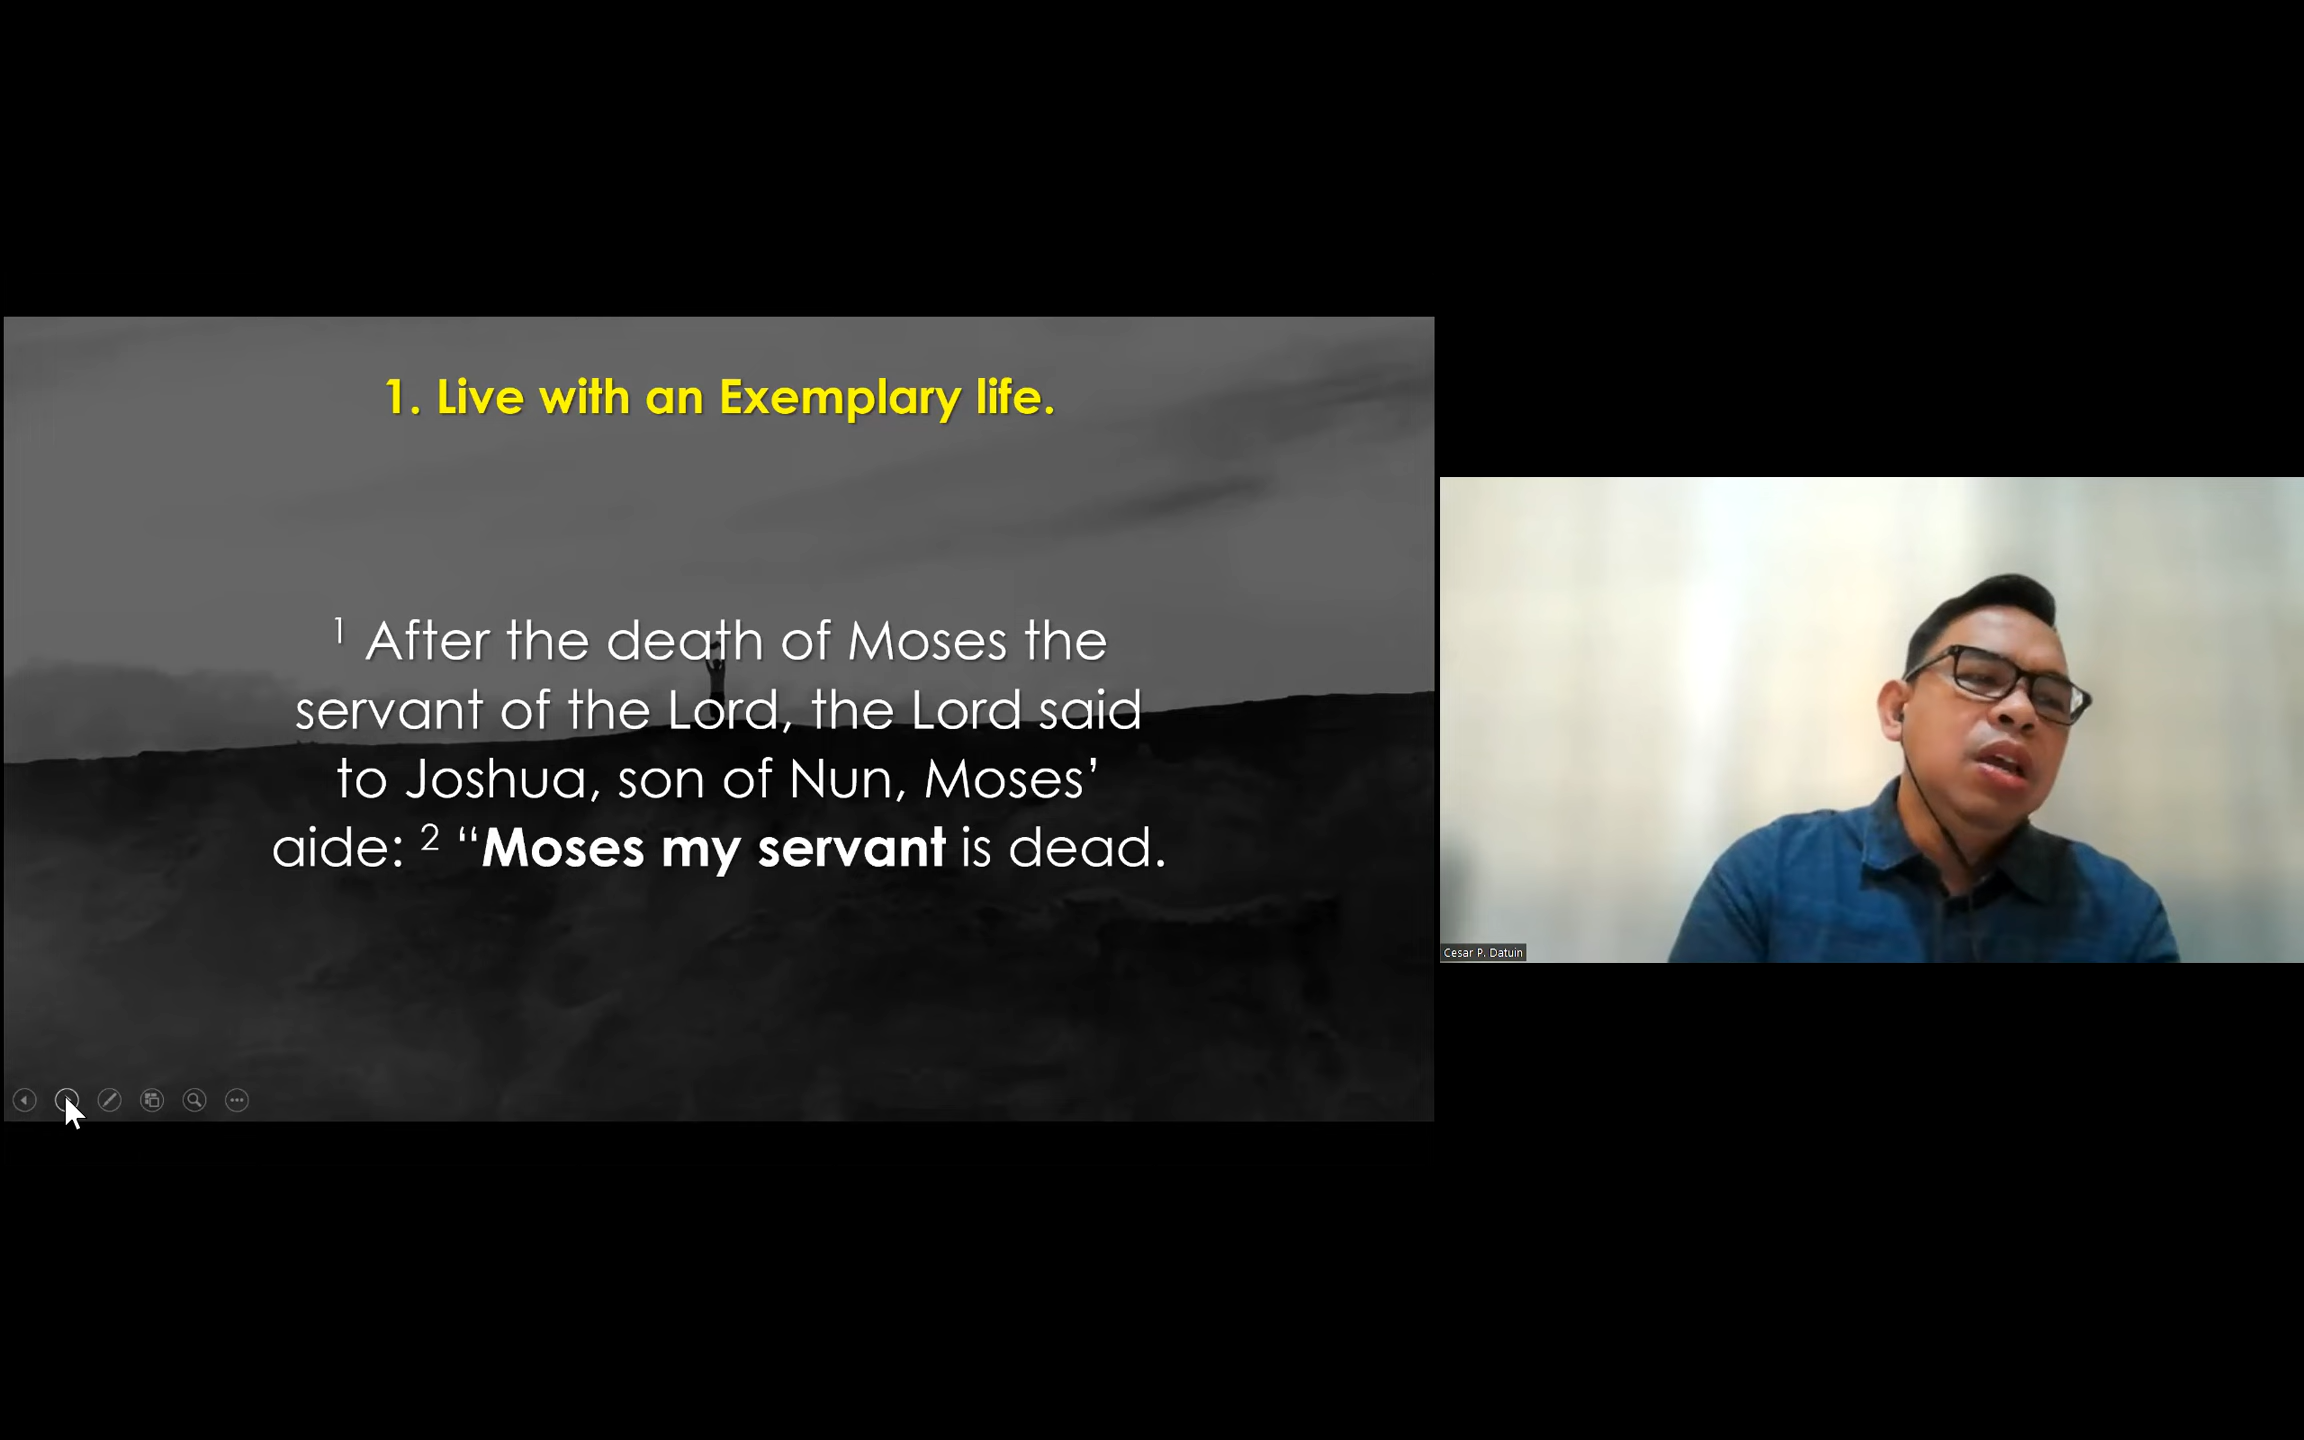 1. Live with an Exemplary life.
1 After the death of Moses the
servant of the Lord, the Lord said
to Joshua, son of Nun, Moses’
aide: 2 “Moses my servant is dead.
Cesar P. Datuin